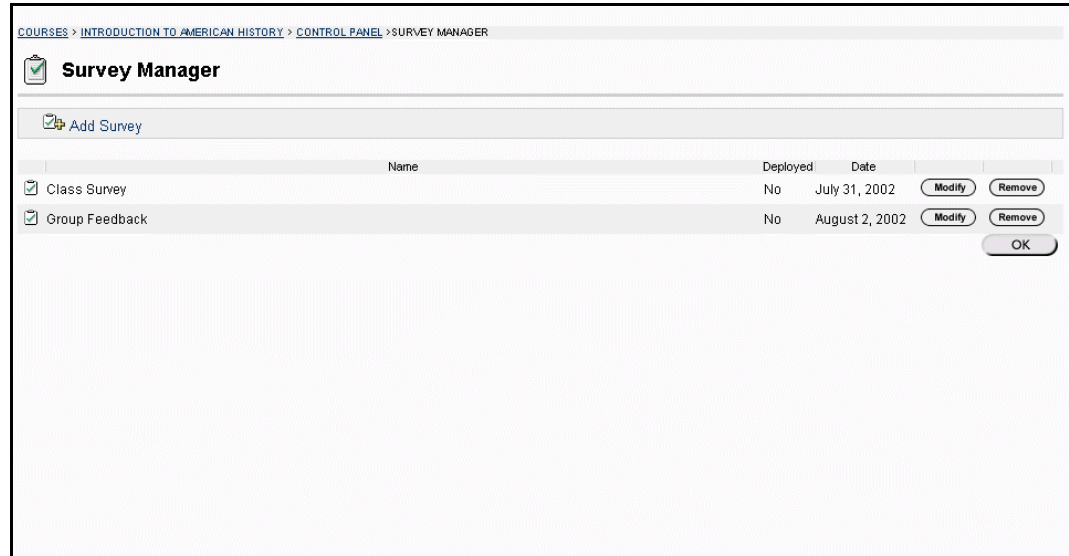 COURSES > INTRODUCTION TO AMERICAN HISTORY > CONTROL PANEL >SURVEY MANAGER
Survey Manager
Add Survey
Name Deployed Date
Class Survey No July 31, 2002 Modify Remove
Group Feedback No August 2, 2002 Modify Remove
OK